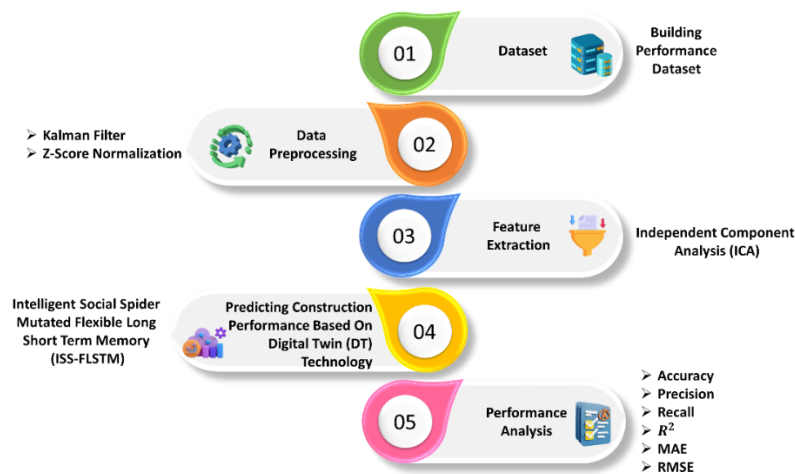 01
Dataset
Building
Performance
Dataset
➢ Kalman Filter
➢ Z-Score Normalization
Data
Preprocessing
02
03
Feature
Extraction
Independent Component
Analysis (ICA)
Intelligent Social Spider
Mutated Flexible Long
Short Term Memory
(ISS-FLSTM)
Predicting Construction
Performance Based On
Digital Twin (DT)
Technology
04
05
Performance
Analysis
➢ Accuracy
➢ Precision
➢ Recall
➢ R²
➢ MAE
➢ RMSE